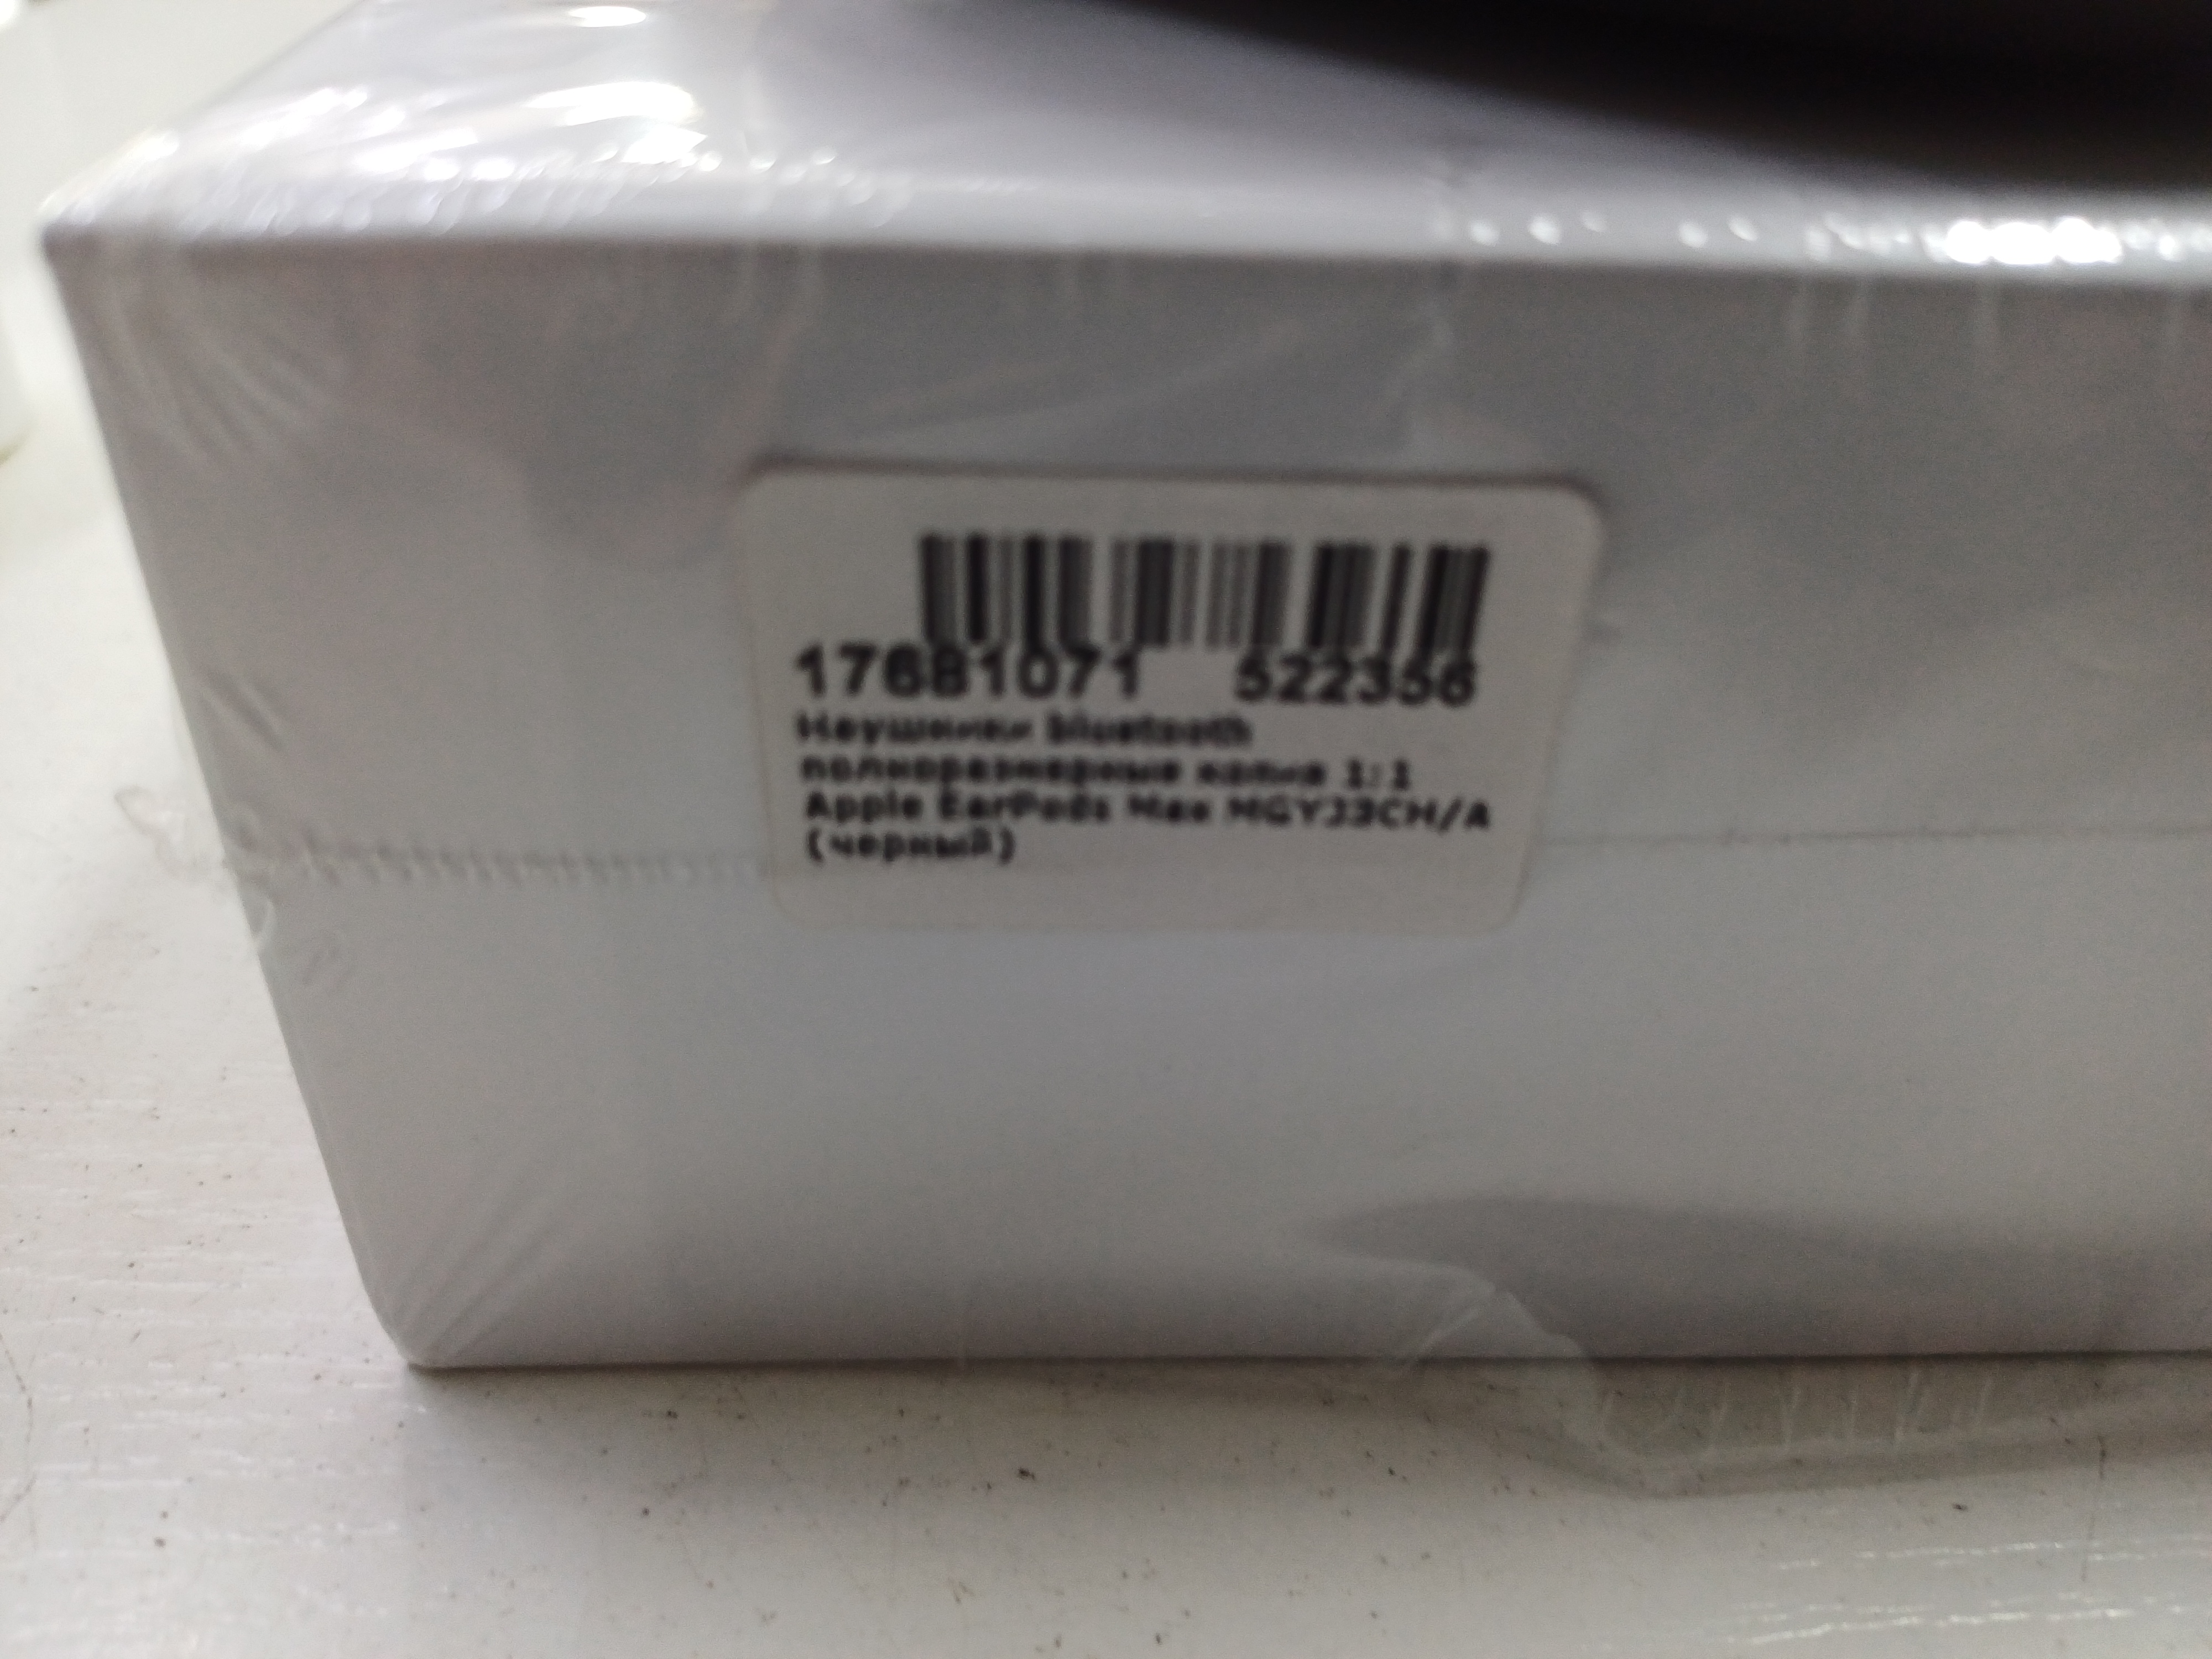 17681071 522356
Наушники bluetooth
полноразмерные копия 1:1
Apple EarPods Max MGYJ3CH/A
(черный)